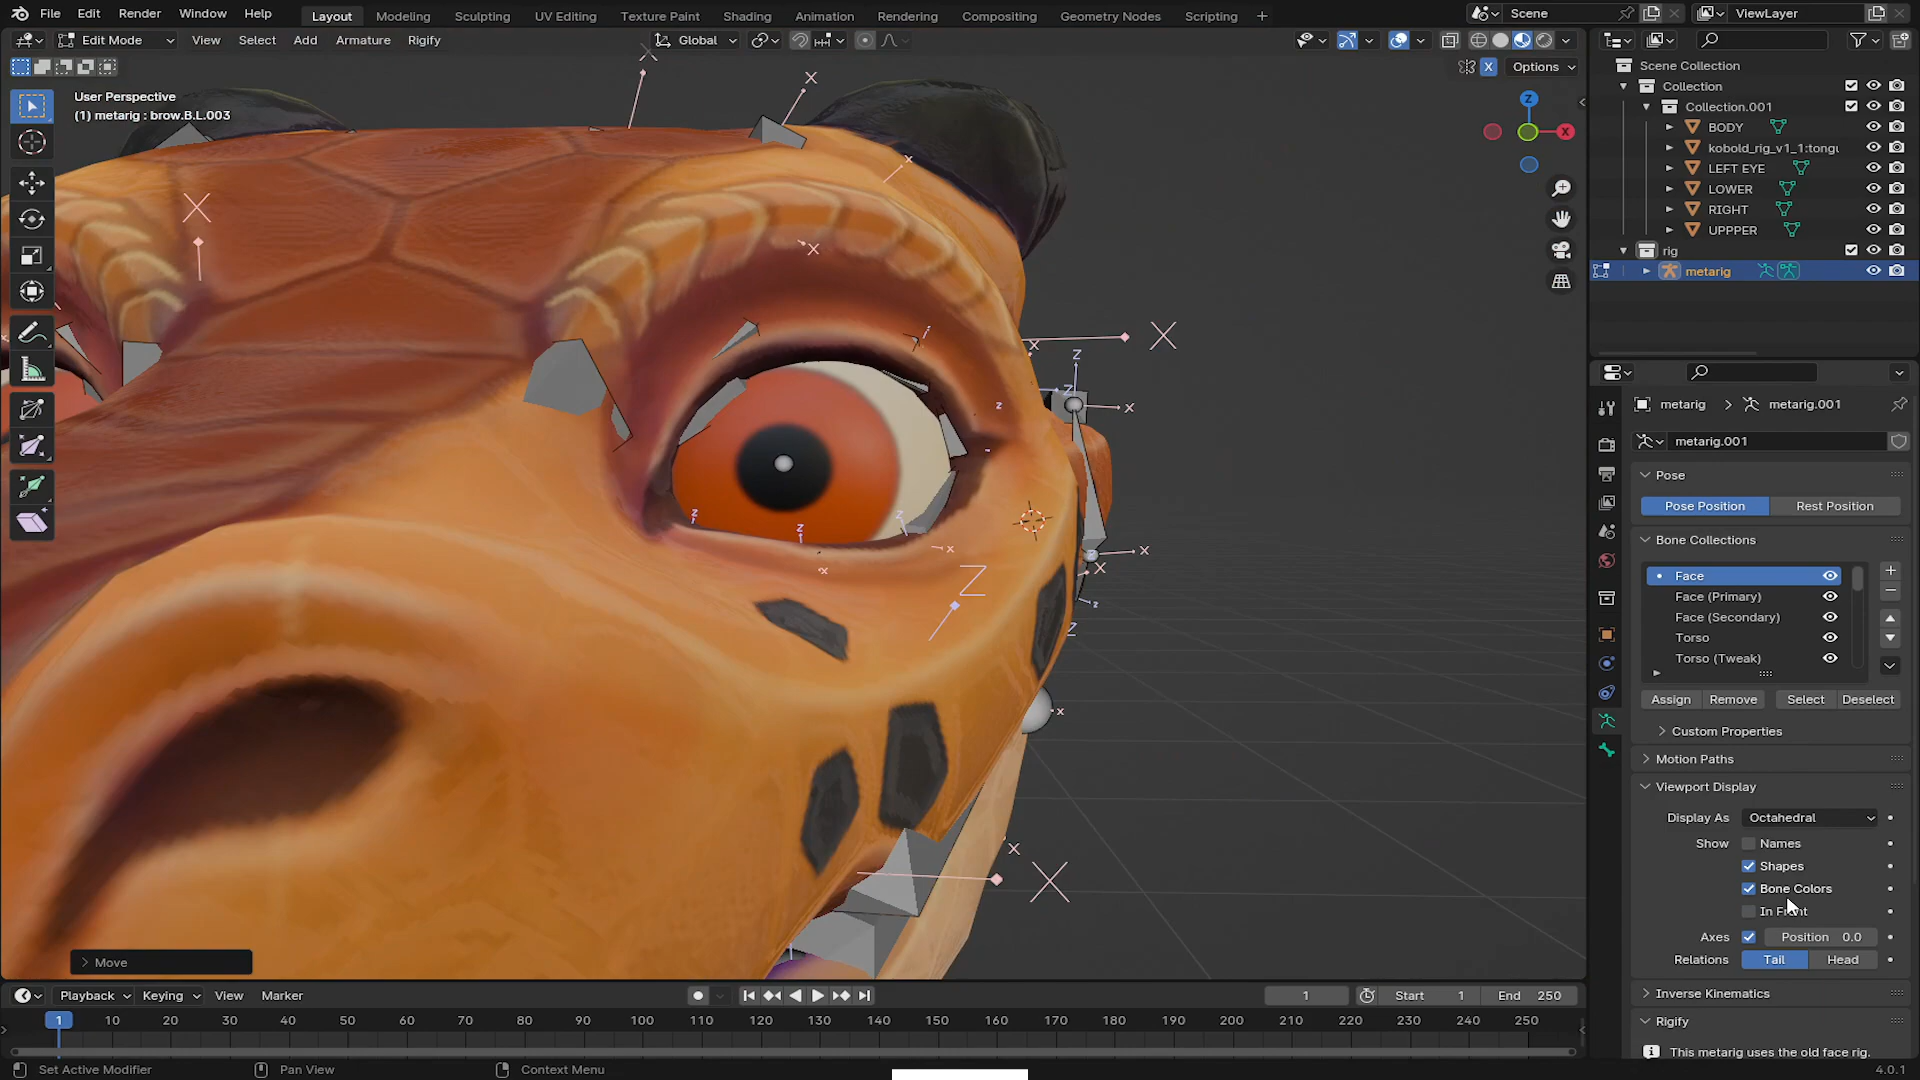 File Edit Render Window Help Layout Modeling Sculpting UV Editing Texture Paint Shading Animation Rendering Compositing Geometry Nodes Scripting + Scene ViewLayer
Edit Mode View Select Add Armature Rigify Global
X Options
User Perspective
(1) metarig : brow.B.L.003
Scene Collection
Collection
Collection.001
BODY
kobold_rig_v1_1:tongu
LEFT EYE
LOWER
RIGHT
UPPPER
rig
metarig
Z
X
metarig > metarig.001
metarig.001
Pose
Pose Position Rest Position
Bone Collections
Face
Face (Primary)
Face (Secondary)
Torso
Torso (Tweak)
Assign Remove Select Deselect
Custom Properties
Motion Paths
Viewport Display
Display As Octahedral
Show Names
Shapes
Bone Colors
In Front
Axes Position 0.0
Relations Tail Head
Inverse Kinematics
Rigify
This metarig uses the old face rig.
Move
Playback Keying View Marker 1 Start 1 End 250
1 10 20 30 40 50 60 70 80 90 100 110 120 130 140 150 160 170 180 190 200 210 220 230 240 250
Set Active Modifier Pan View Context Menu 4.0.1